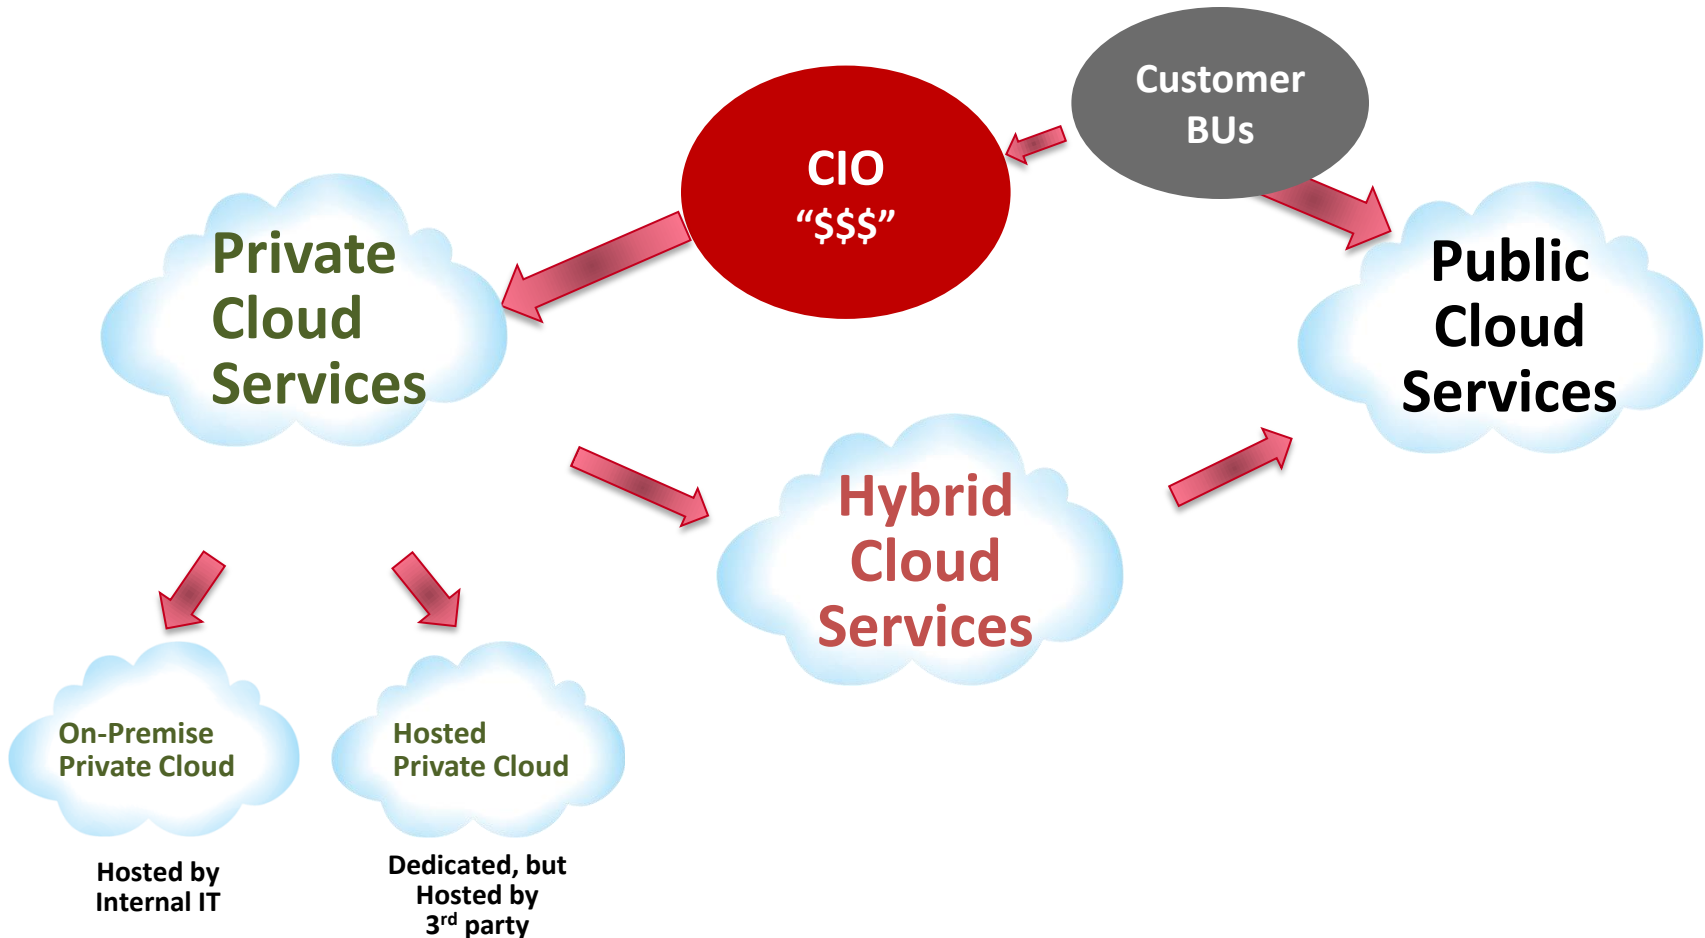 Customer
BUs
CIO
“$$$”
Private
Cloud
Services
Public
Cloud
Services
Hybrid
Cloud
Services
On-Premise
Private Cloud
Hosted
Private Cloud
Hosted by
Internal IT
Dedicated, but
Hosted by
3rd party